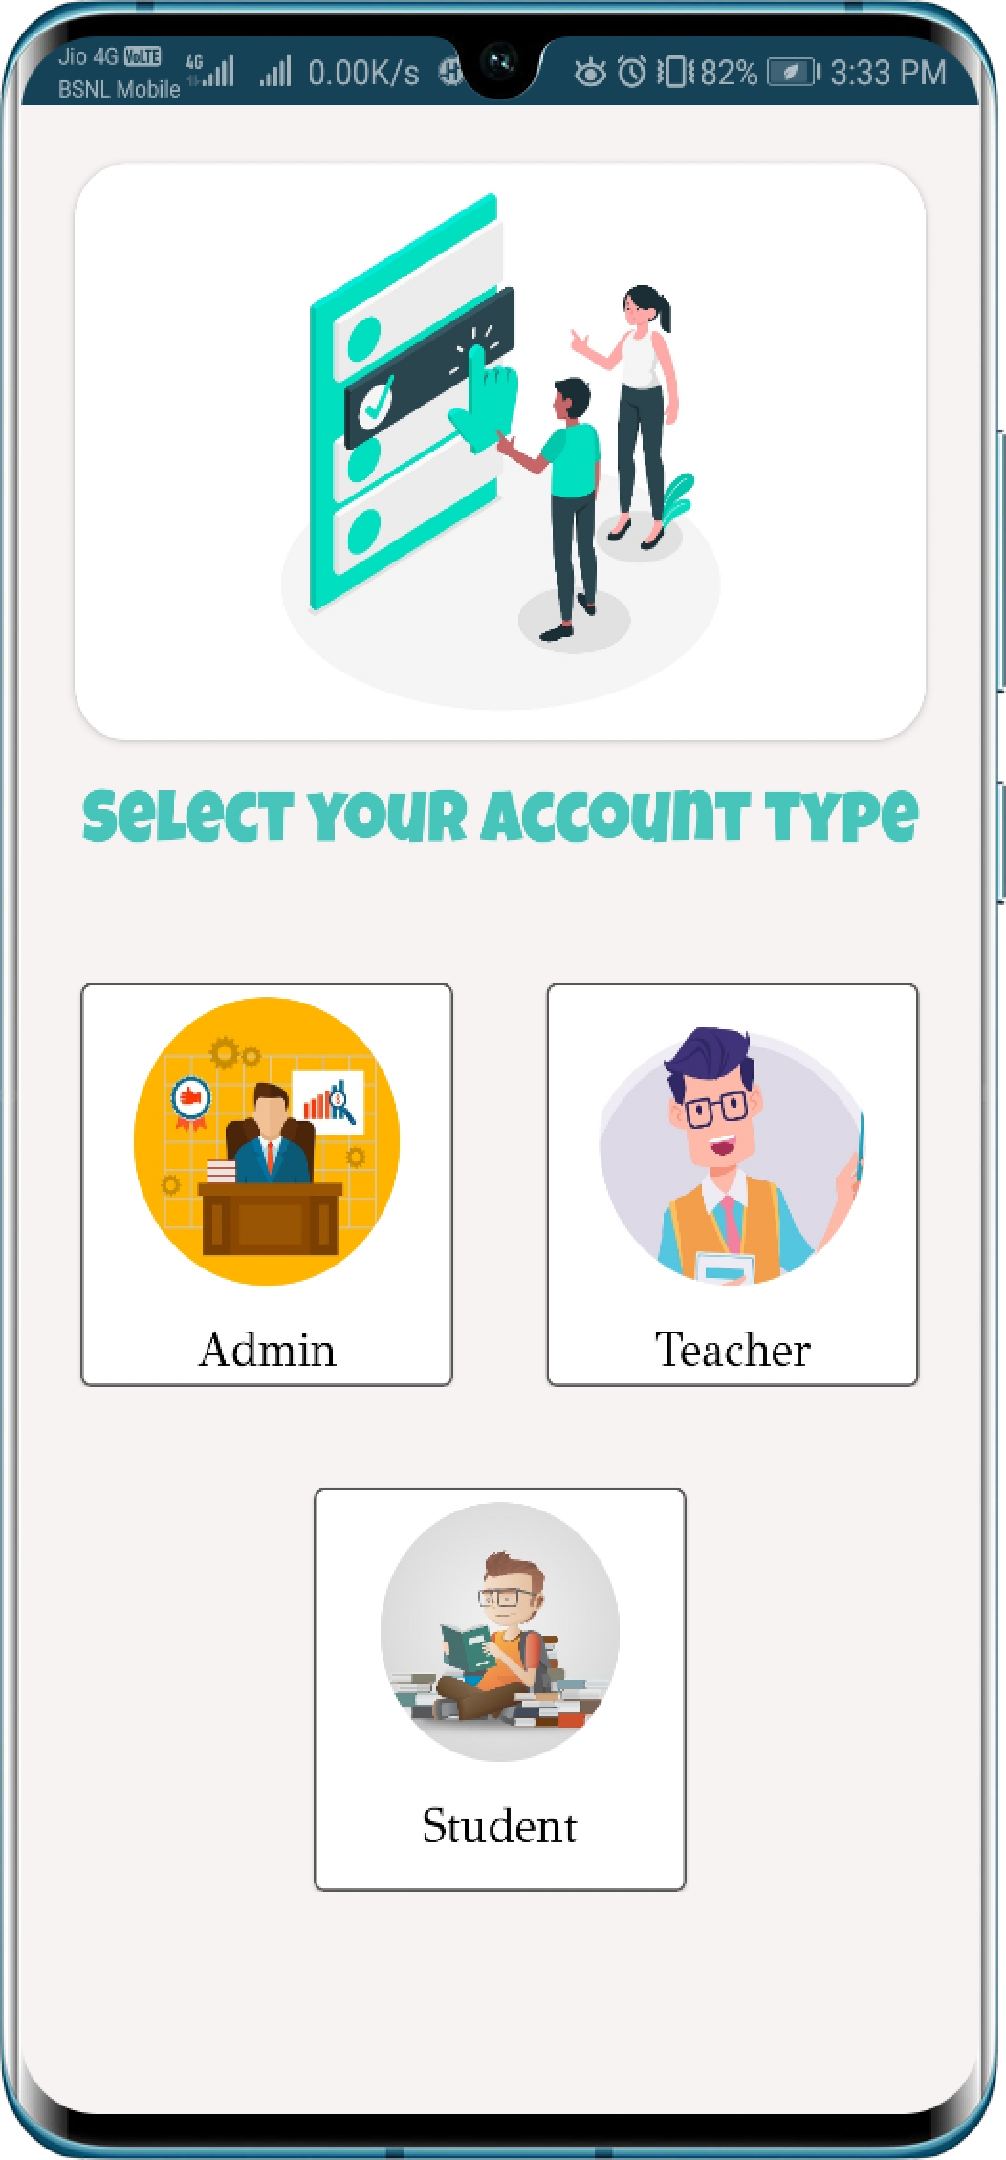 Jio 4G VoLTE
BSNL Mobile
4G
0.00K/s
82%
3:33 PM
Select Your Account Type
Admin
Teacher
Student